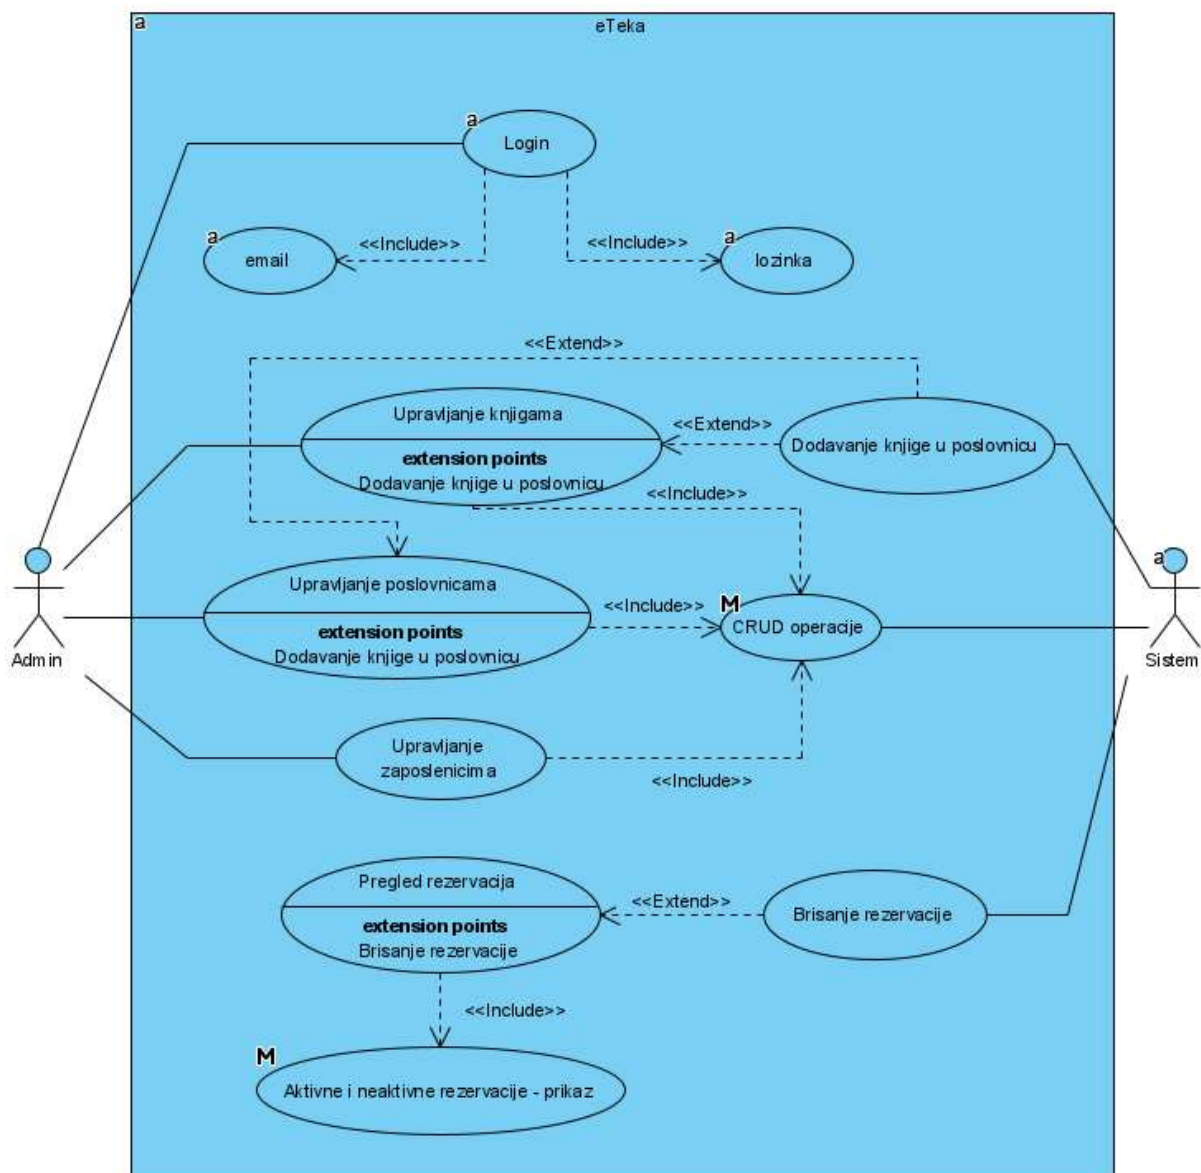 a
eTeka
a
Login
a
email
<<Include>>
<<Include>>
a
lozinka
<<Extend>>
Upravljanje knjigama
extension points
Dodavanje knjige u poslovnicu
<<Extend>>
Dodavanje knjige u poslovnicu
<<Include>>
Upravljanje poslovnicama
extension points
Dodavanje knjige u poslovnicu
<<Include>>
M
CRUD operacije
Admin
a
Sistem
Upravljanje
zaposlenicima
<<Include>>
Pregled rezervacija
extension points
Brisanje rezervacije
<<Extend>>
Brisanje rezervacije
<<Include>>
M
Aktivne i neaktivne rezervacije - prikaz